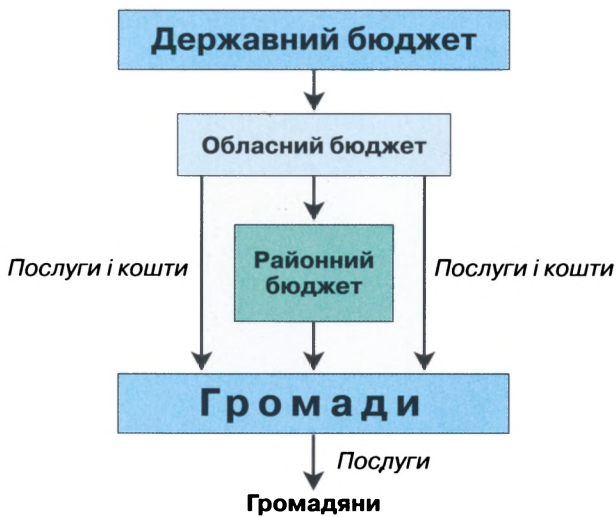 Державний бюджет
Обласний бюджет
Послуги і кошти
Районний
бюджет
Послуги і кошти
Громади
Послуги
Громадяни